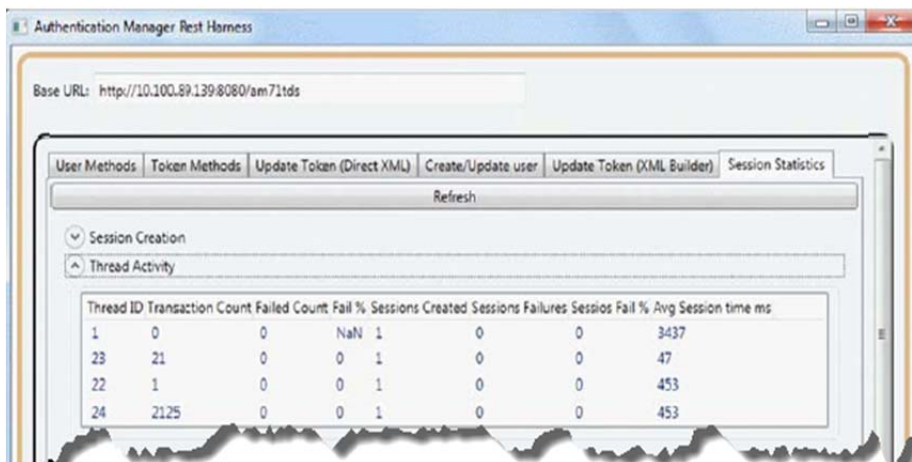 Authentication Manager Rest Harness
Base URL: http://10.100.89.139:8080/am71tds
User Methods Token Methods Update Token (Direct XML) Create/Update user Update Token (XML Builder) Session Statistics
Refresh
Session Creation
Thread Activity
Thread ID Transaction Count Failed Count Fail % Sessions Created Sessions Failures Sessios Fail % Avg Session time ms
1 0 0 NaN 1 0 0 3437
23 21 0 0 1 0 0 47
22 1 0 0 1 0 0 453
24 2125 0 0 1 0 0 453